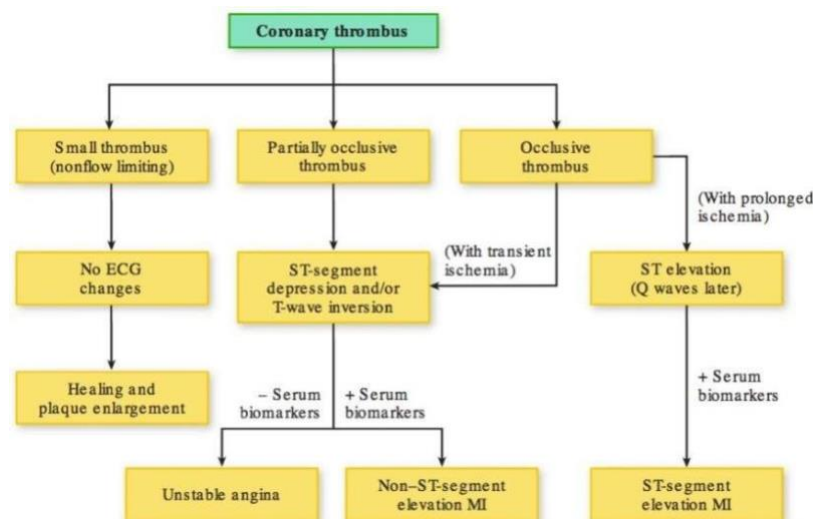 Coronary thrombus
Small thrombus
(nonflow limiting)
Partially occlusive
thrombus
Occlusive
thrombus
(With prolonged
ischemia)
(With transient
ischemia)
No ECG
changes
ST-segment
depression and/or
T-wave inversion
ST elevation
(Q waves later)
Healing and
plaque enlargement
– Serum
biomarkers
+ Serum
biomarkers
+ Serum
biomarkers
Unstable angina
Non–ST-segment
elevation MI
ST-segment
elevation MI